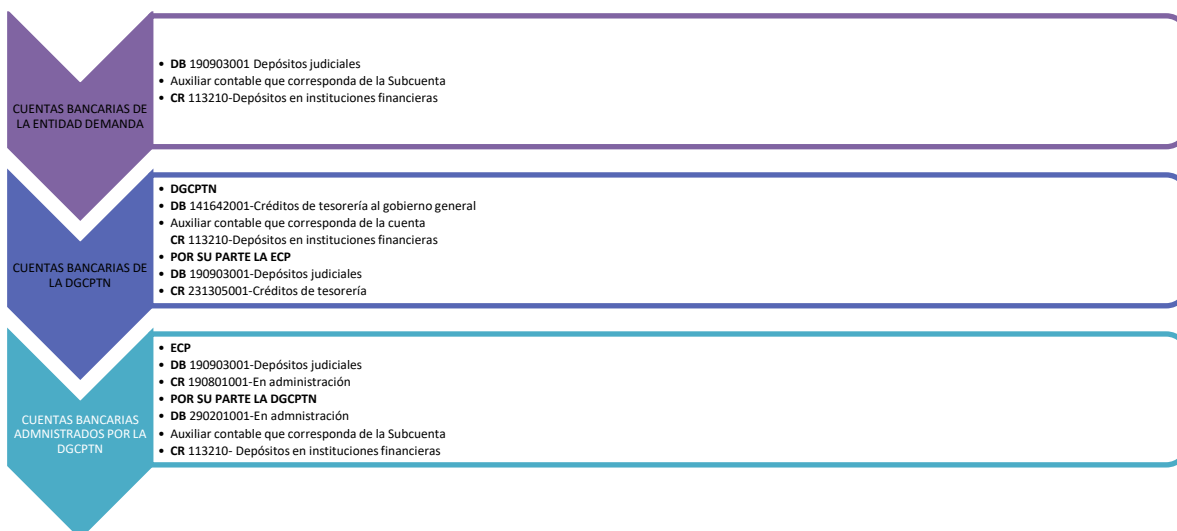 CUENTAS BANCARIAS DE
LA ENTIDAD DEMANDA
• DB 190903001 Depósitos judiciales
• Auxiliar contable que corresponda de la Subcuenta
• CR 113210-Depósitos en instituciones financieras
CUENTAS BANCARIAS DE
LA DGCPTN
• DGCPTN
• DB 141642001-Créditos de tesorería al gobierno general
• Auxiliar contable que corresponda de la cuenta
CR 113210-Depósitos en instituciones financieras
• POR SU PARTE LA ECP
• DB 190903001-Depósitos judiciales
• CR 231305001-Créditos de tesorería
CUENTAS BANCARIAS
ADMNISTRADOS POR LA
DGCPTN
• ECP
• DB 190903001-Depósitos judiciales
• CR 190801001-En administración
• POR SU PARTE LA DGCPTN
• DB 290201001-En admnistración
• Auxiliar contable que corresponda de la Subcuenta
• CR 113210- Depósitos en instituciones financieras